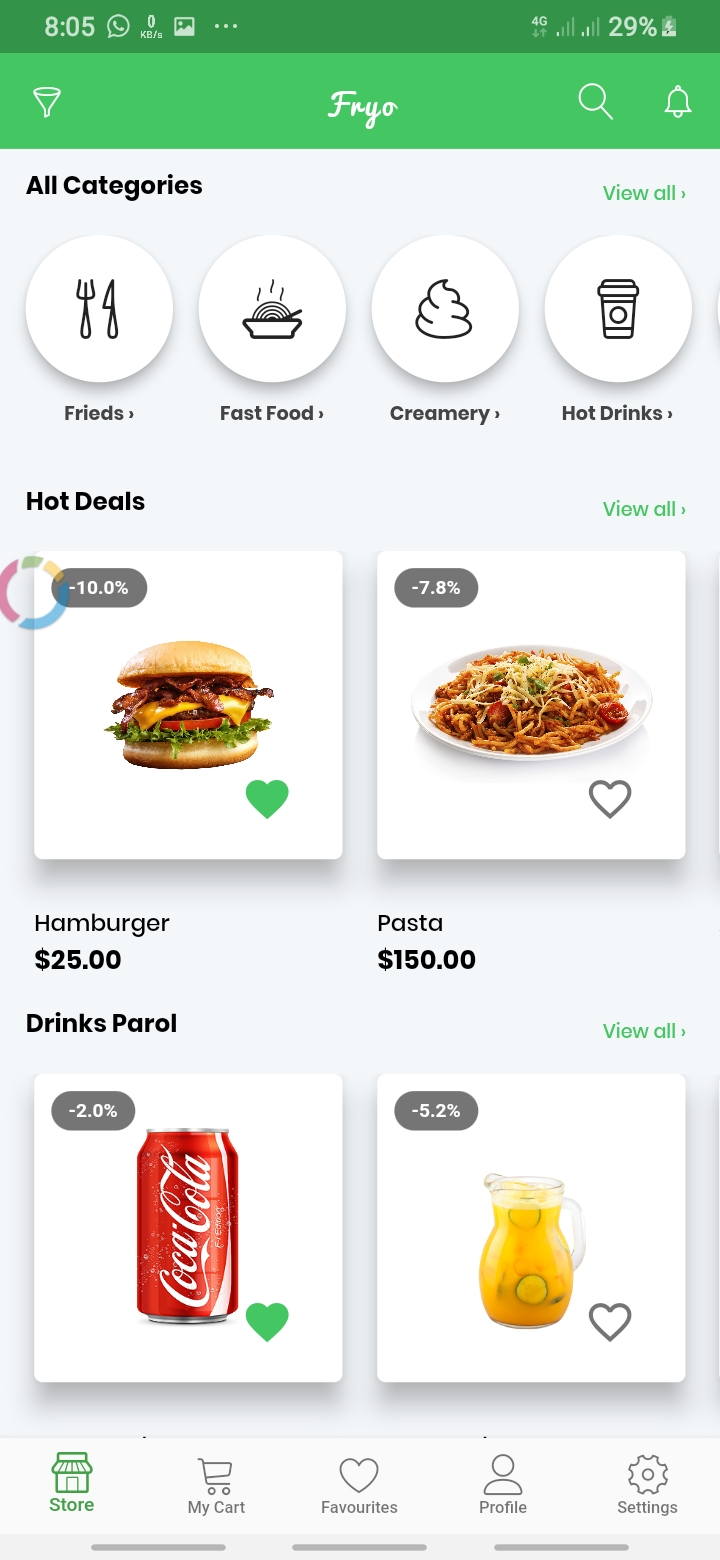 8:05 0 KB/s 4G 29%
Fryo
All Categories
View all ›
Frieds › Fast Food › Creamery › Hot Drinks ›
Hot Deals
View all ›
-10.0% -7.8%
Hamburger Pasta
$25.00 $150.00
Drinks Parol
View all ›
-2.0% -5.2%
Coca-Cola
Store My Cart Favourites Profile Settings